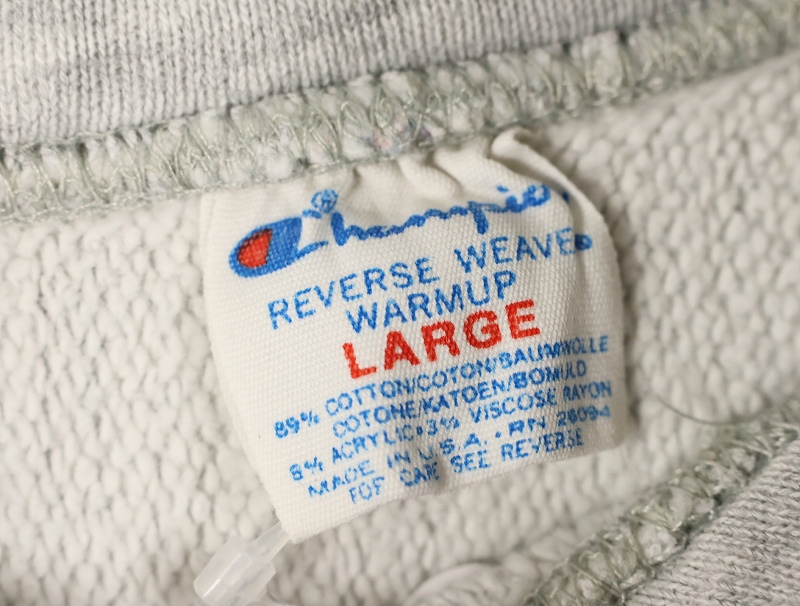 Champion®
REVERSE WEAVE®
WARMUP
LARGE
89% COTTON/COTON/BAUMWOLLE
COTONE/KATOEN/BOMULD
8% ACRYLIC•3% VISCOSE RAYON
MADE IN U.S.A. • RN 26094
FOR CARE SEE REVERSE